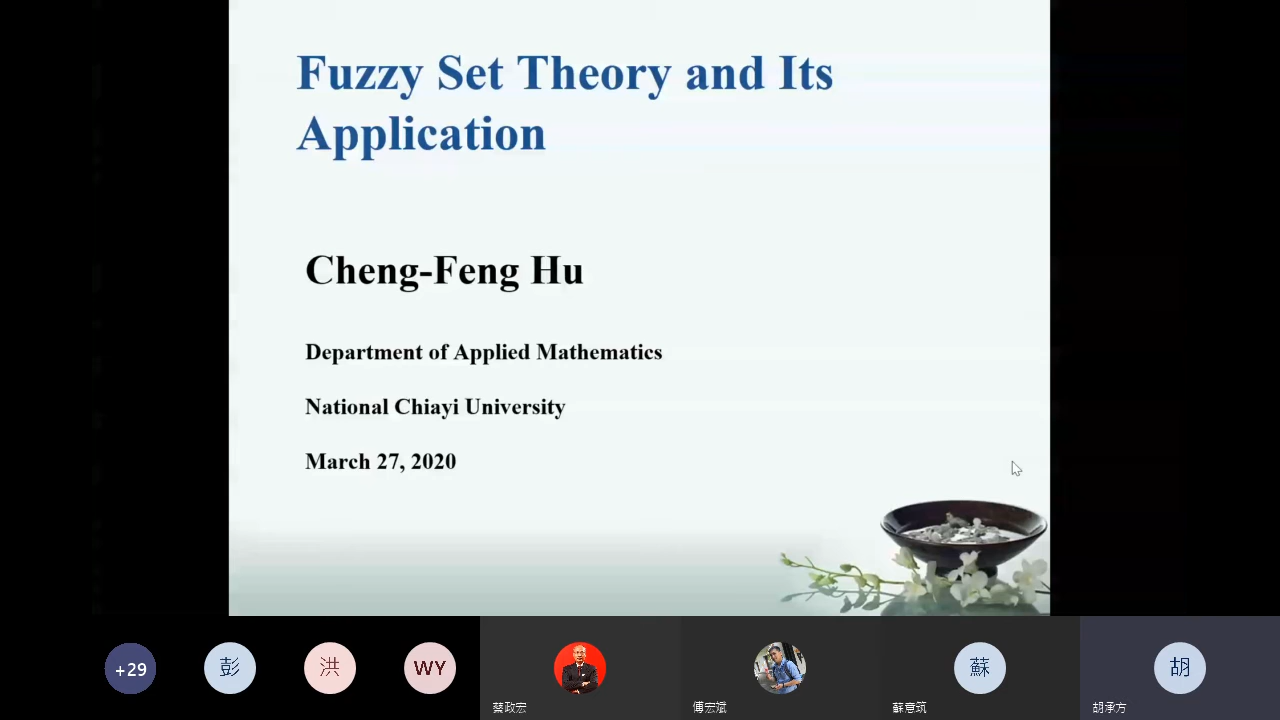 Fuzzy Set Theory and Its
Application
Cheng-Feng Hu
Department of Applied Mathematics
National Chiayi University
March 27, 2020
+29
彭
洪
WY
蘇
胡
蔡政宏
傅宏斌
蘇意筑
胡承方